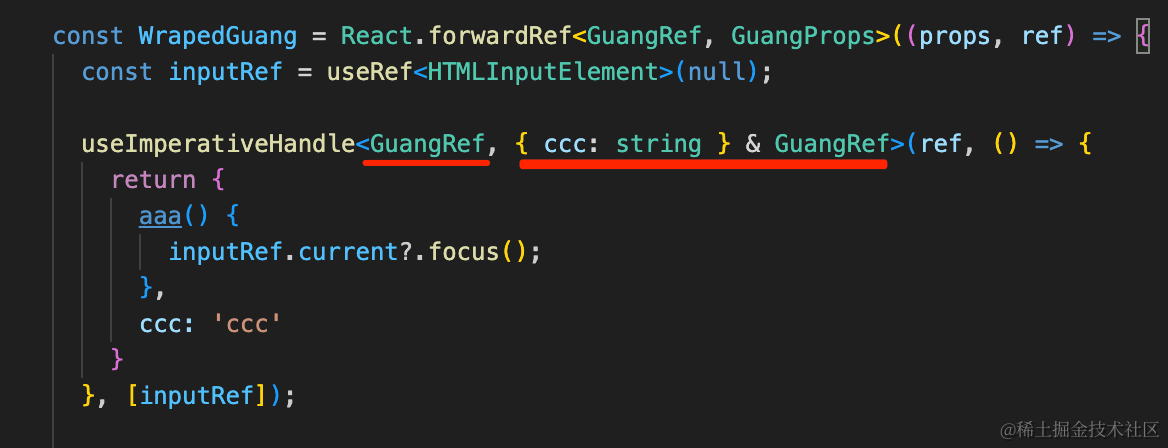 const WrapedGuang = React.forwardRef<GuangRef, GuangProps>((props, ref) => {
const inputRef = useRef<HTMLInputElement>(null);
useImperativeHandle<GuangRef, { ccc: string } & GuangRef>(ref, () => {
return {
aaa() {
inputRef.current?.focus();
},
ccc: 'ccc'
}
}, [inputRef]);
@稀土掘金技术社区